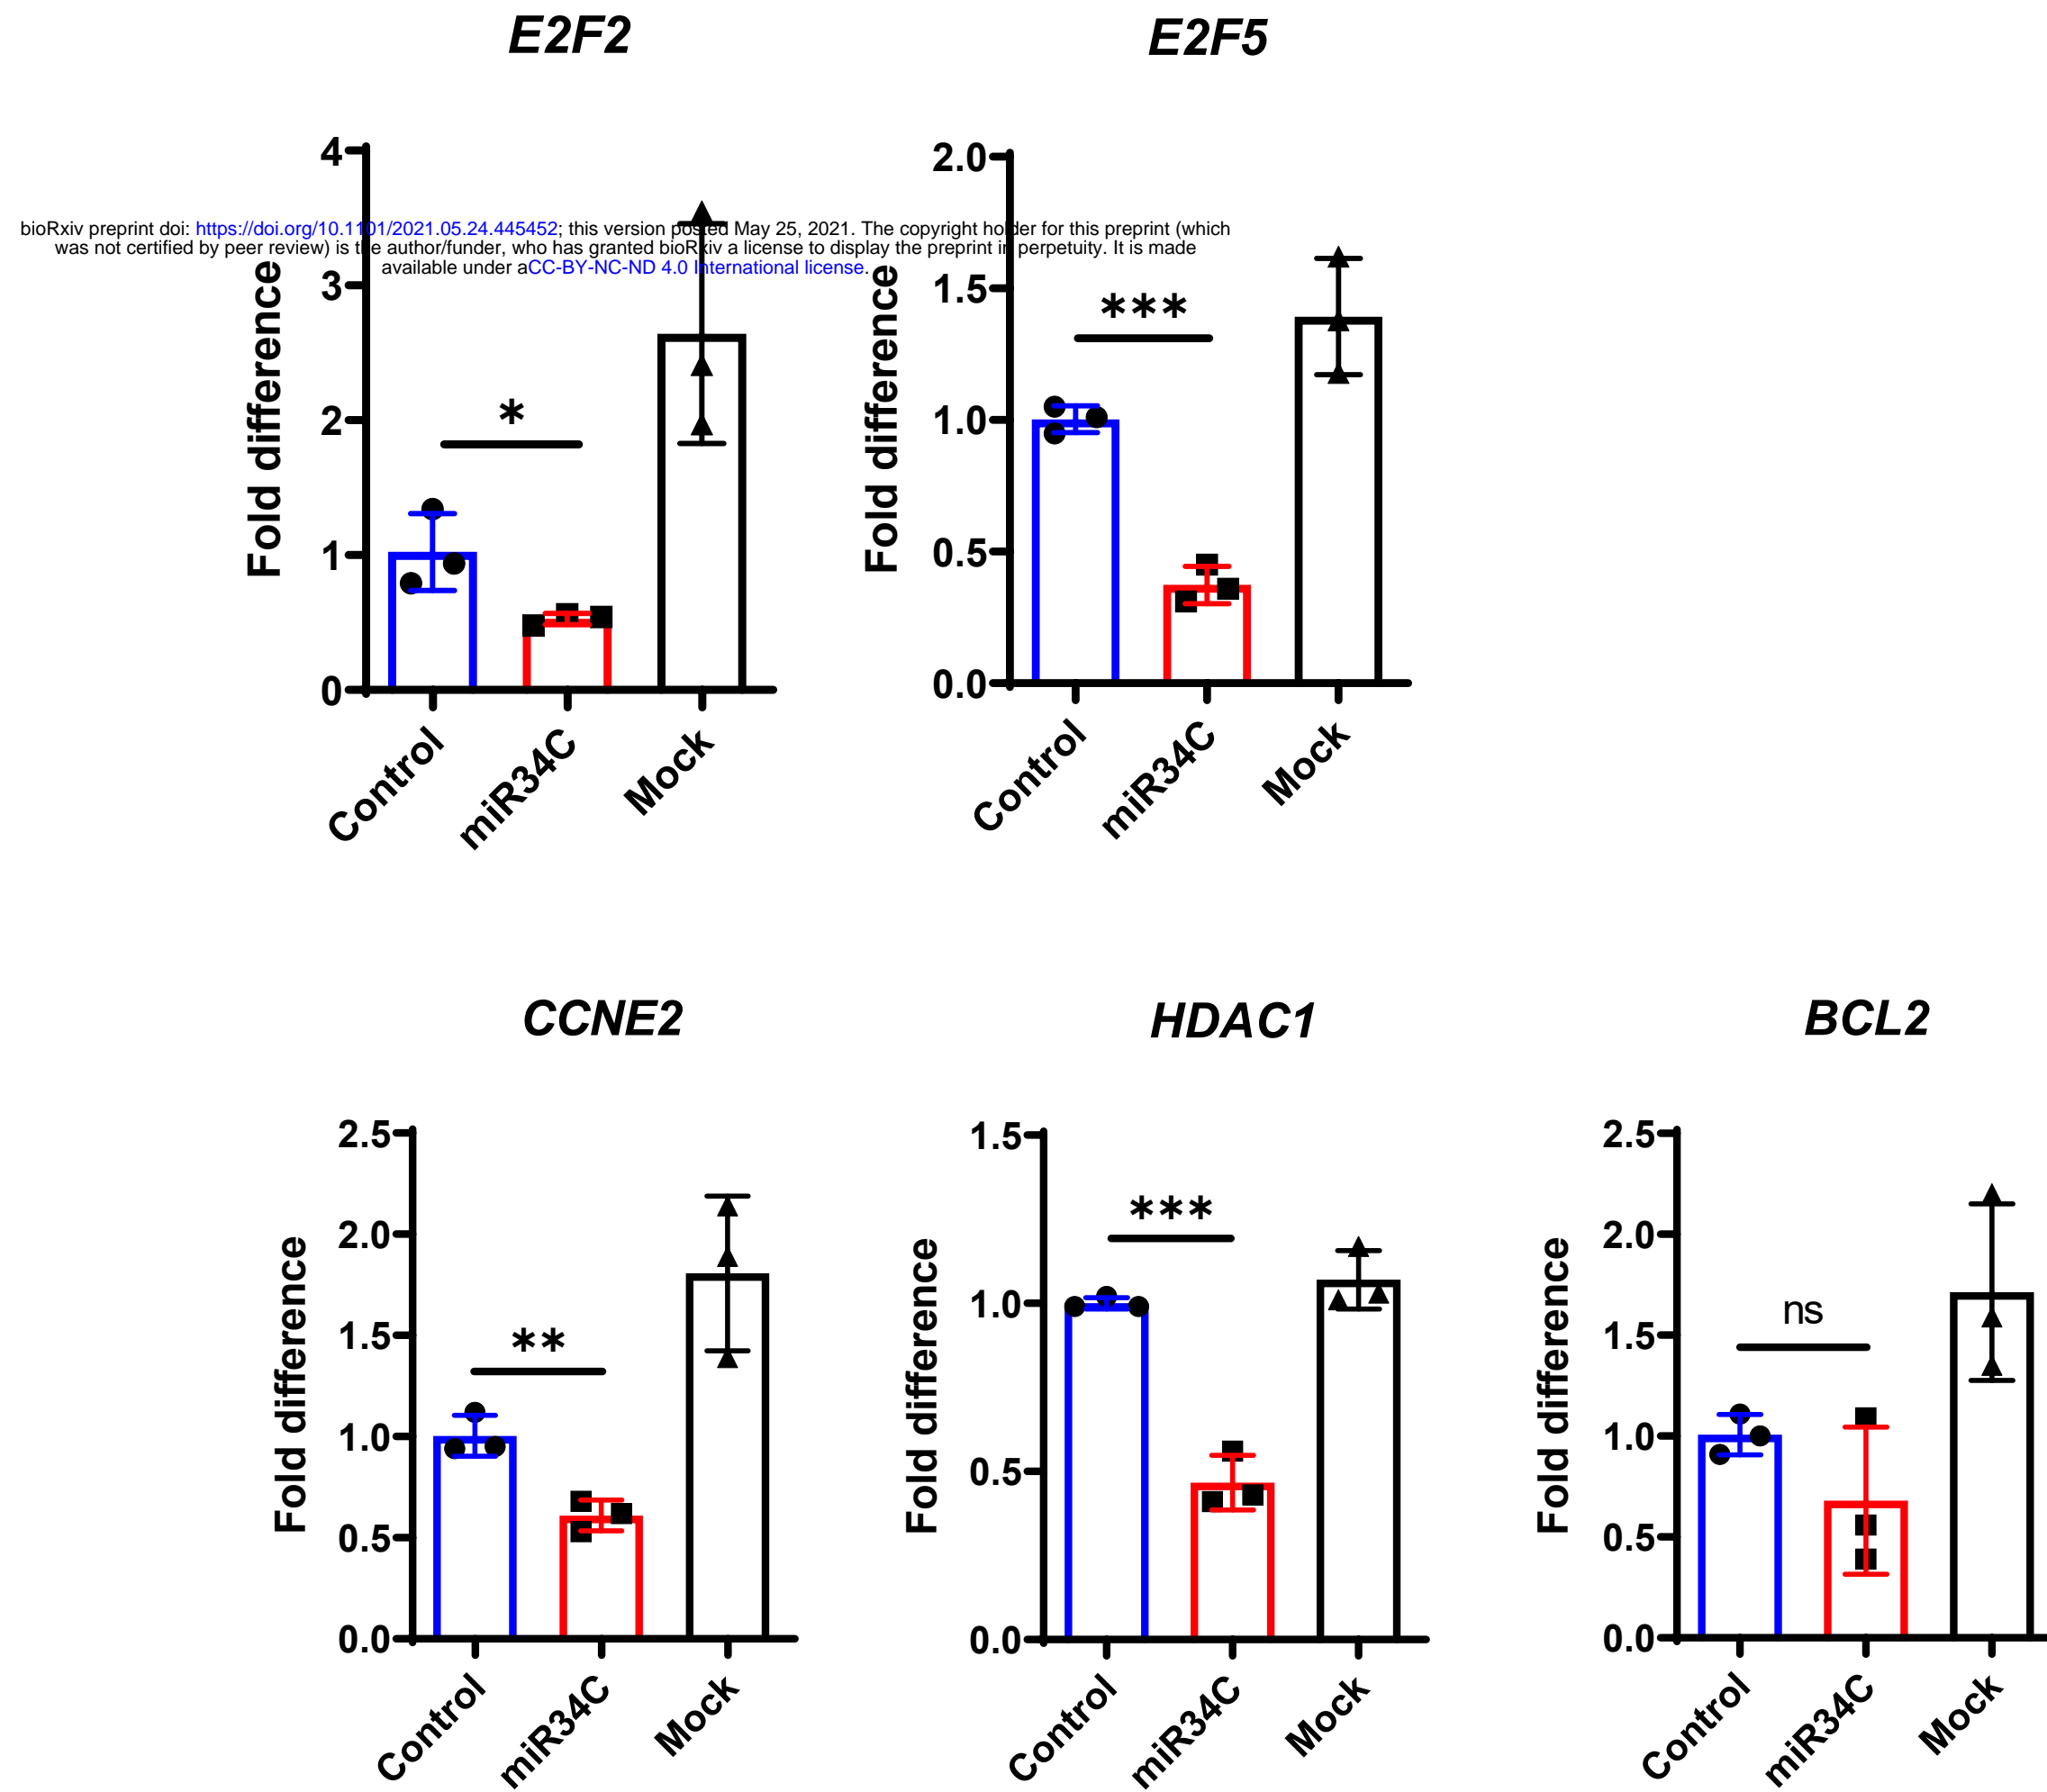 E2F2
E2F5
4
3
2
1
0
Fold difference
*
Control
miR34C
Mock
2.0
1.5
1.0
0.5
0.0
Fold difference
***
Control
miR34C
Mock
bioRxiv preprint doi: https://doi.org/10.1101/2021.05.24.445452; this version posted May 25, 2021. The copyright holder for this preprint (which
was not certified by peer review) is the author/funder, who has granted bioRxiv a license to display the preprint in perpetuity. It is made
available under aCC-BY-NC-ND 4.0 International license.
CCNE2
HDAC1
BCL2
2.5
2.0
1.5
1.0
0.5
0.0
Fold difference
**
Control
miR34C
Mock
1.5
1.0
0.5
0.0
Fold difference
***
Control
miR34C
Mock
2.5
2.0
1.5
1.0
0.5
0.0
Fold difference
ns
Control
miR34C
Mock